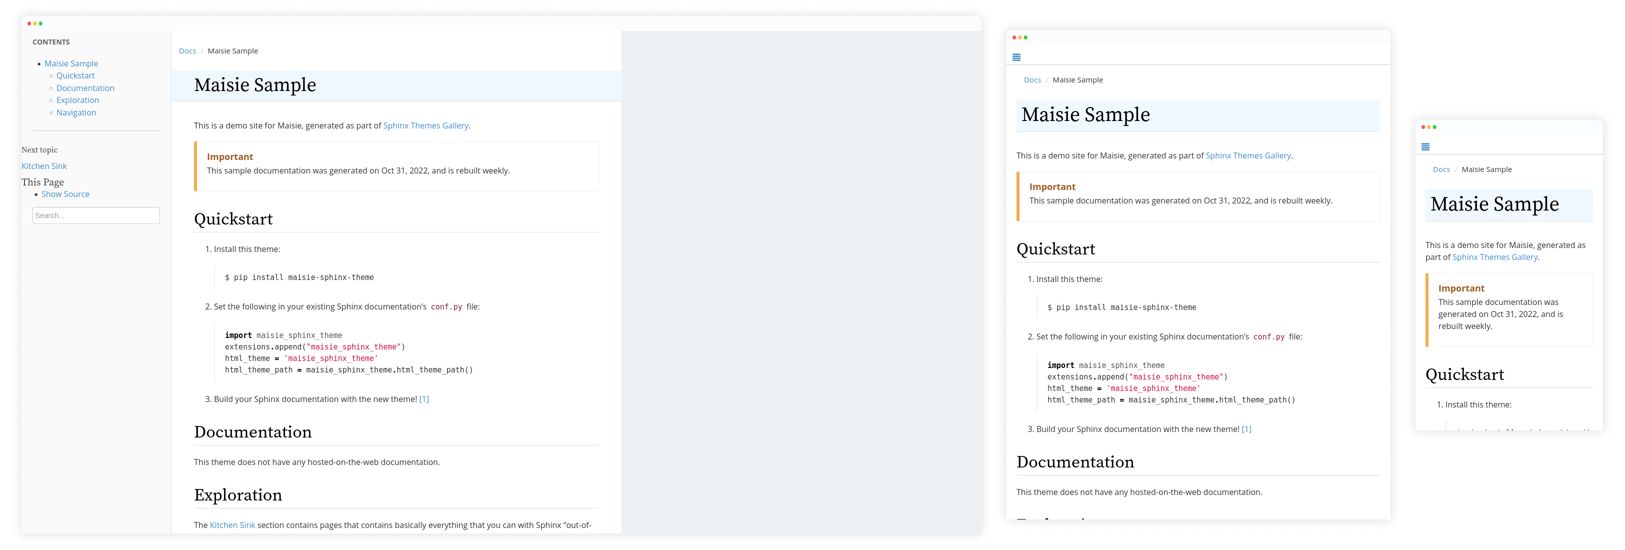 CONTENTS
Maisie Sample
Quickstart
Documentation
Exploration
Navigation
Next topic
Kitchen Sink
This Page
Show Source
Search...
Docs / Maisie Sample
Maisie Sample
This is a demo site for Maisie, generated as part of Sphinx Themes Gallery.
Important
This sample documentation was generated on Oct 31, 2022, and is rebuilt weekly.
Quickstart
1. Install this theme:
$ pip install maisie-sphinx-theme
2. Set the following in your existing Sphinx documentation's conf.py file:
import maisie_sphinx_theme
extensions.append("maisie_sphinx_theme")
html_theme = 'maisie_sphinx_theme'
html_theme_path = maisie_sphinx_theme.html_theme_path()
3. Build your Sphinx documentation with the new theme! [1]
Documentation
This theme does not have any hosted-on-the-web documentation.
Exploration
The Kitchen Sink section contains pages that contains basically everything that you can with Sphinx “out-of-
Docs / Maisie Sample
Maisie Sample
This is a demo site for Maisie, generated as part of Sphinx Themes Gallery.
Important
This sample documentation was generated on Oct 31, 2022, and is rebuilt weekly.
Quickstart
1. Install this theme:
$ pip install maisie-sphinx-theme
2. Set the following in your existing Sphinx documentation's conf.py file:
import maisie_sphinx_theme
extensions.append("maisie_sphinx_theme")
html_theme = 'maisie_sphinx_theme'
html_theme_path = maisie_sphinx_theme.html_theme_path()
3. Build your Sphinx documentation with the new theme! [1]
Documentation
This theme does not have any hosted-on-the-web documentation.
Docs / Maisie Sample
Maisie Sample
This is a demo site for Maisie, generated as
part of Sphinx Themes Gallery.
Important
This sample documentation was
generated on Oct 31, 2022, and is
rebuilt weekly.
Quickstart
1. Install this theme: